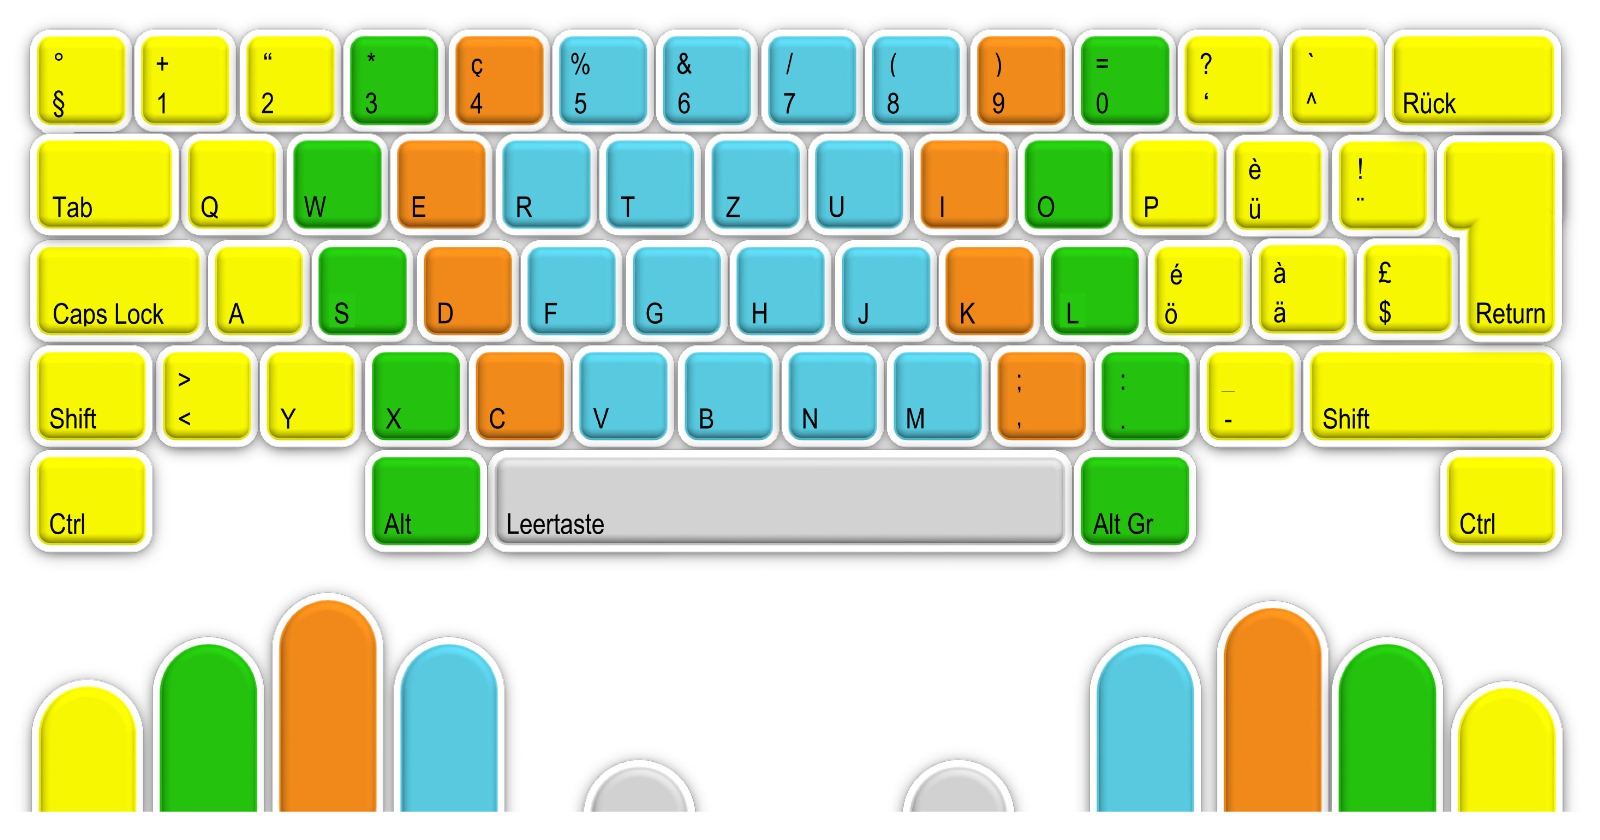 ° + “ * ç % & / ( ) = ? `
§ 1 2 3 4 5 6 7 8 9 0 ‘ ^ Rück
è !
Tab Q W E R T Z U I O P ü ¨
é à £
Caps Lock A S D F G H J K L ö ä $ Return
> ; : _
Shift < Y X C V B N M , . - Shift
Ctrl Alt Leertaste Alt Gr Ctrl